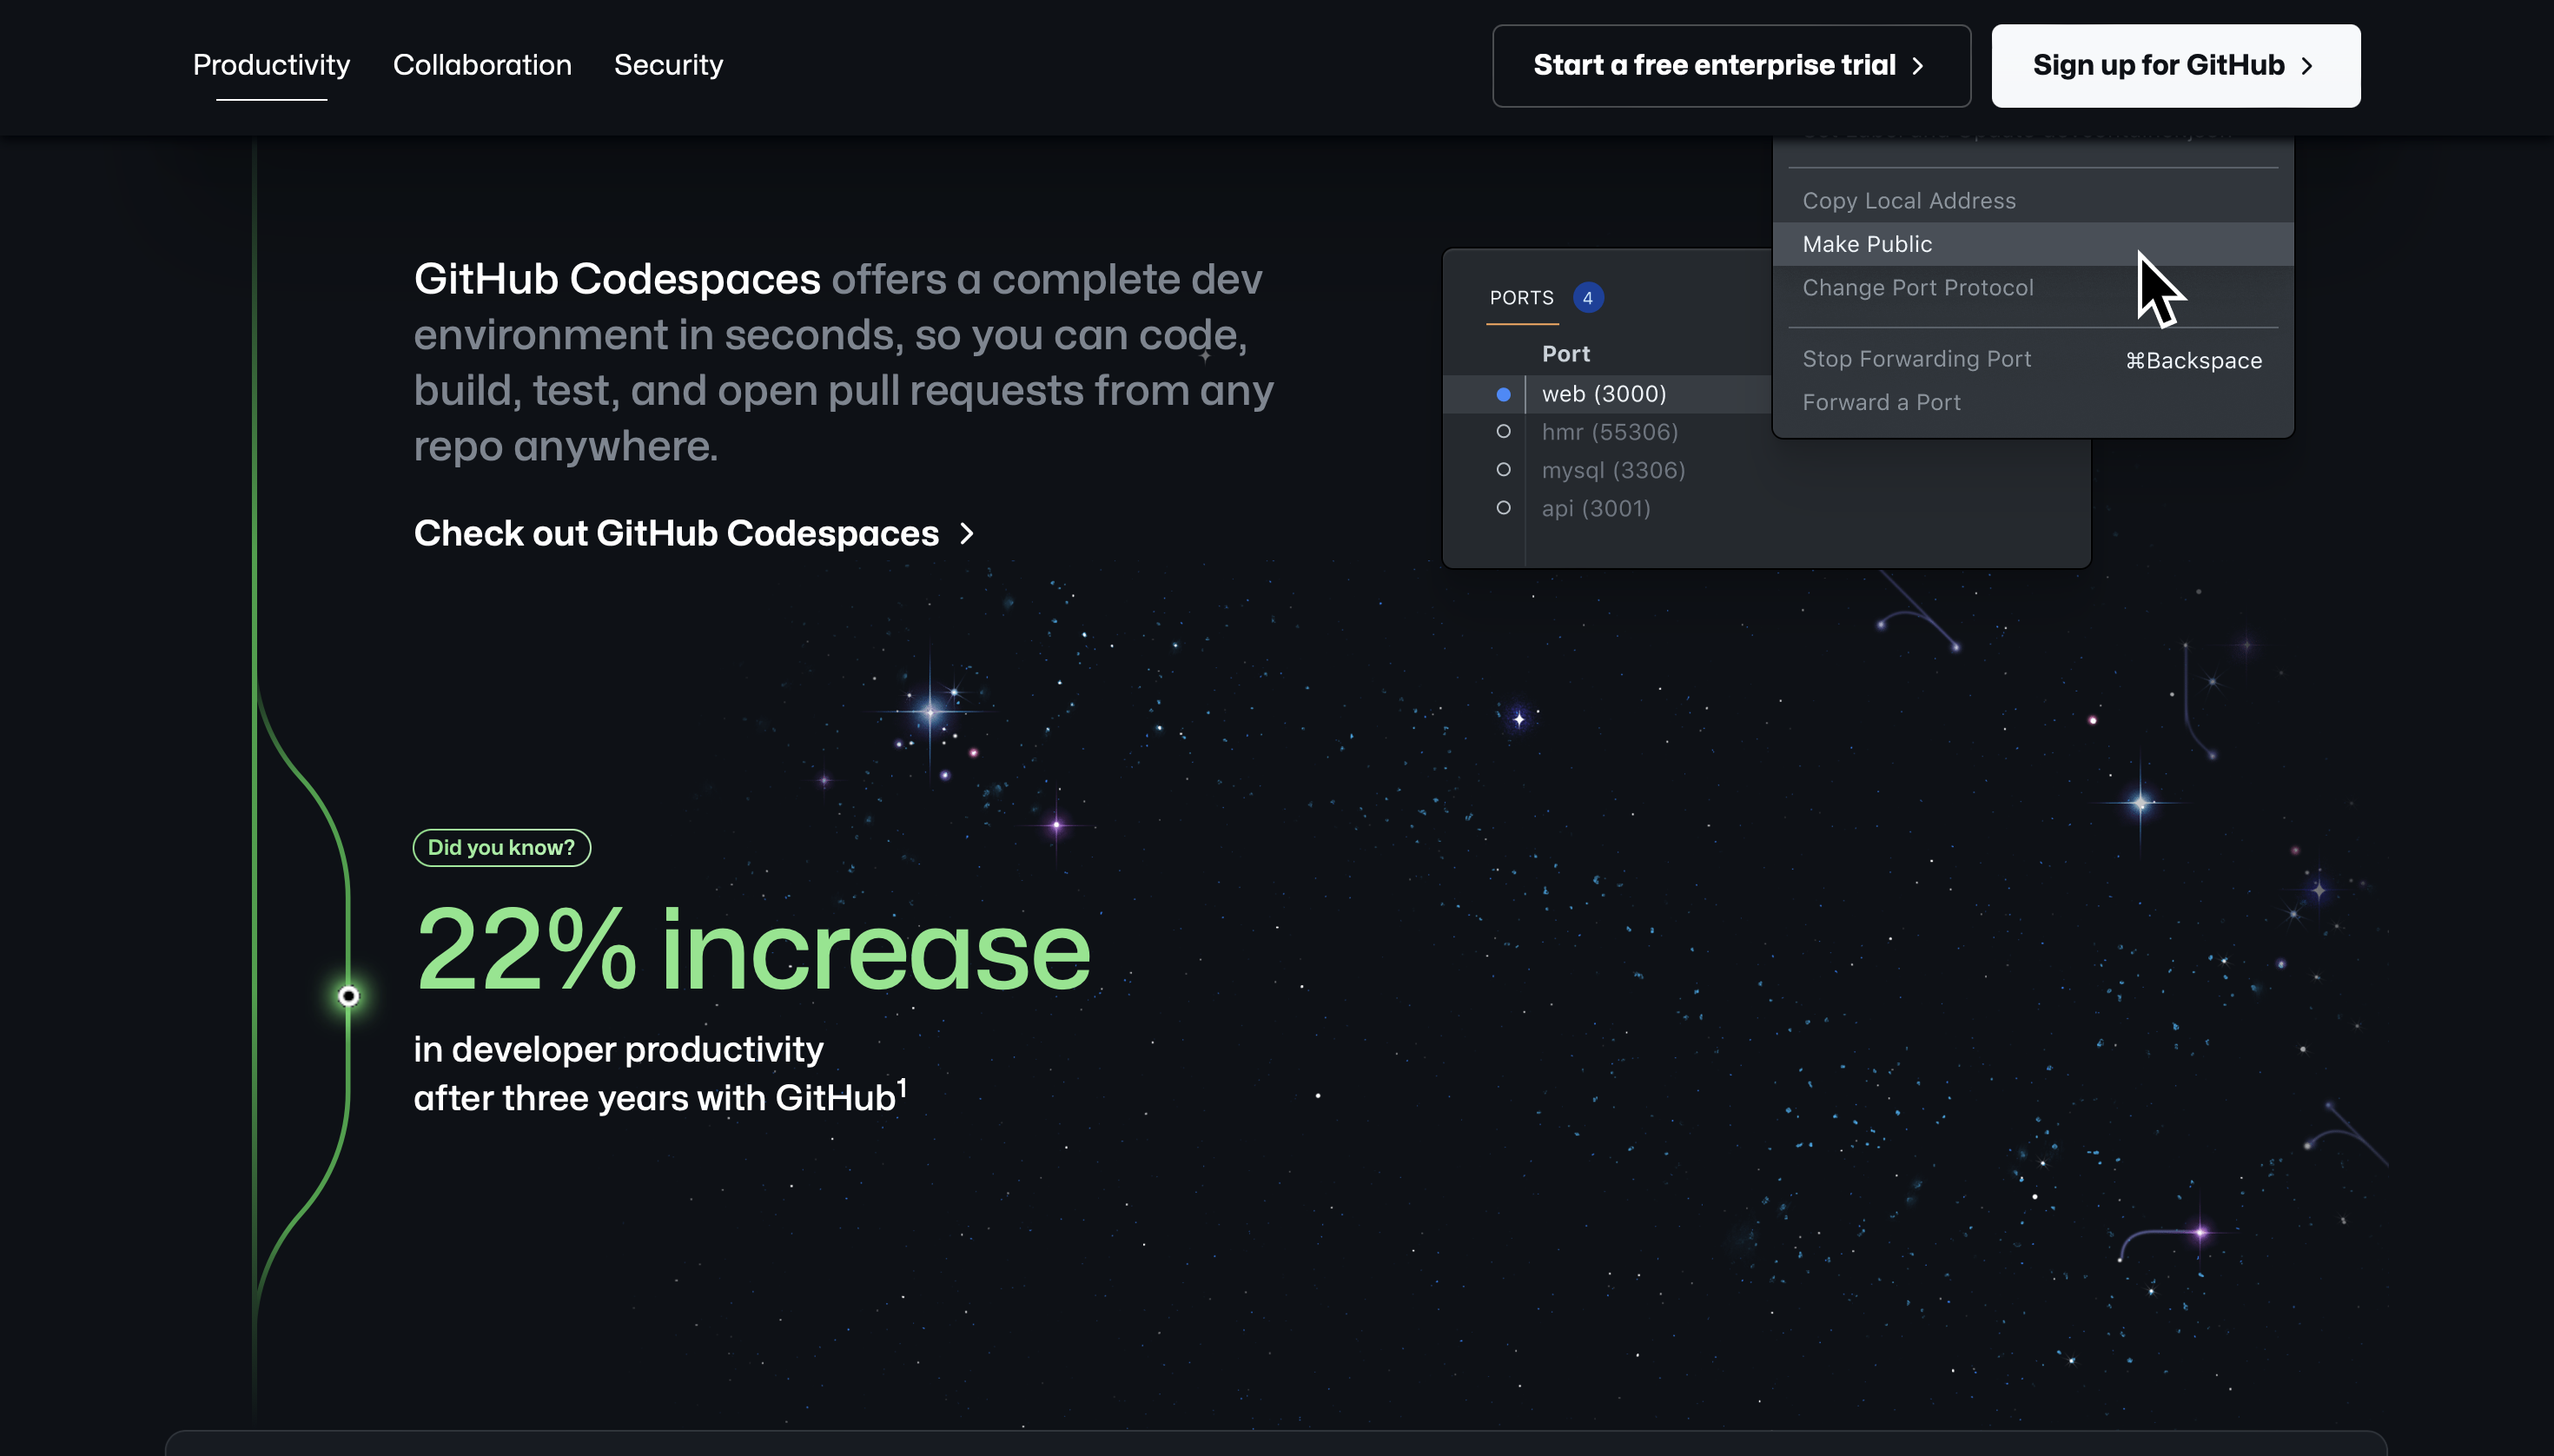 Productivity Collaboration Security
Start a free enterprise trial
Sign up for GitHub
GitHub Codespaces offers a complete dev
environment in seconds, so you can code,
build, test, and open pull requests from any
repo anywhere.
Check out GitHub Codespaces
Copy Local Address
Make Public
Change Port Protocol
Stop Forwarding Port ⌘Backspace
Forward a Port
PORTS 4
Port
web (3000)
hmr (55306)
mysql (3306)
api (3001)
Did you know?
22% increase
in developer productivity
after three years with GitHub¹